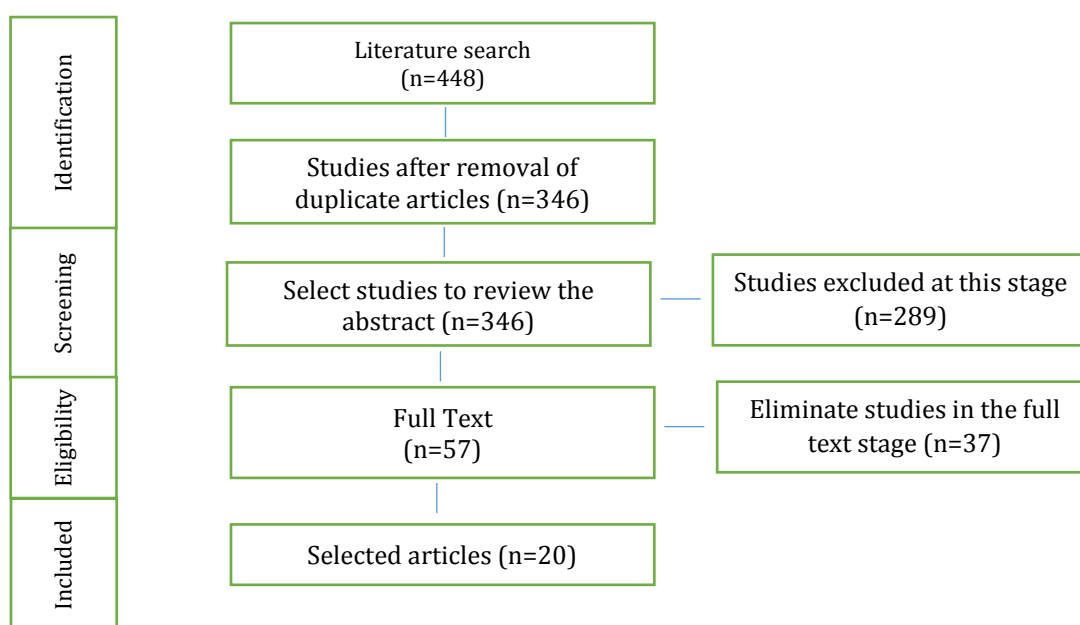 Identification
Literature search
(n=448)
Studies after removal of
duplicate articles (n=346)
Screening
Select studies to review the
abstract (n=346)
Studies excluded at this stage
(n=289)
Eligibility
Full Text
(n=57)
Eliminate studies in the full
text stage (n=37)
Included
Selected articles (n=20)